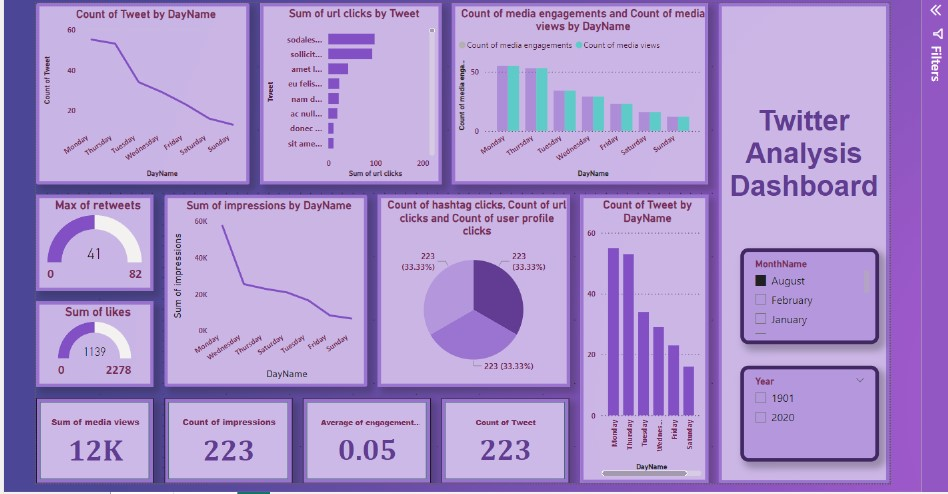 Count of Tweet by DayName
Count of Tweet
60
40
20
Monday
Thursday
Tuesday
Wednesday
Friday
Saturday
Sunday
DayName
Sum of url clicks by Tweet
Tweet
sodales...
sollicit...
amet l...
eu felis...
nam d...
ac null...
donec ...
sit ame...
0
100
200
Sum of url clicks
Count of media engagements and Count of media
views by DayName
Count of media engagements
Count of media views
Count of media enga...
50
0
Monday
Thursday
Tuesday
Wednesday
Friday
Saturday
Sunday
DayName
Filters
Twitter
Analysis
Dashboard
Max of retweets
41
0
82
Sum of likes
1139
0
2278
Sum of impressions by DayName
Sum of impressions
60K
40K
20K
0K
Monday
Wednesday
Thursday
Saturday
Tuesday
Friday
Sunday
DayName
Count of hashtag clicks, Count of url
clicks and Count of user profile
clicks
223
(33.33%)
223
(33.33%)
223 (33.33%)
Count of Tweet by
DayName
60
40
20
0
Monday
Thursday
Tuesday
Wednes...
Friday
Saturday
DayName
MonthName
August
February
January
Year
1901
2020
Sum of media views
12K
Count of impressions
223
Average of engagement...
0.05
Count of Tweet
223